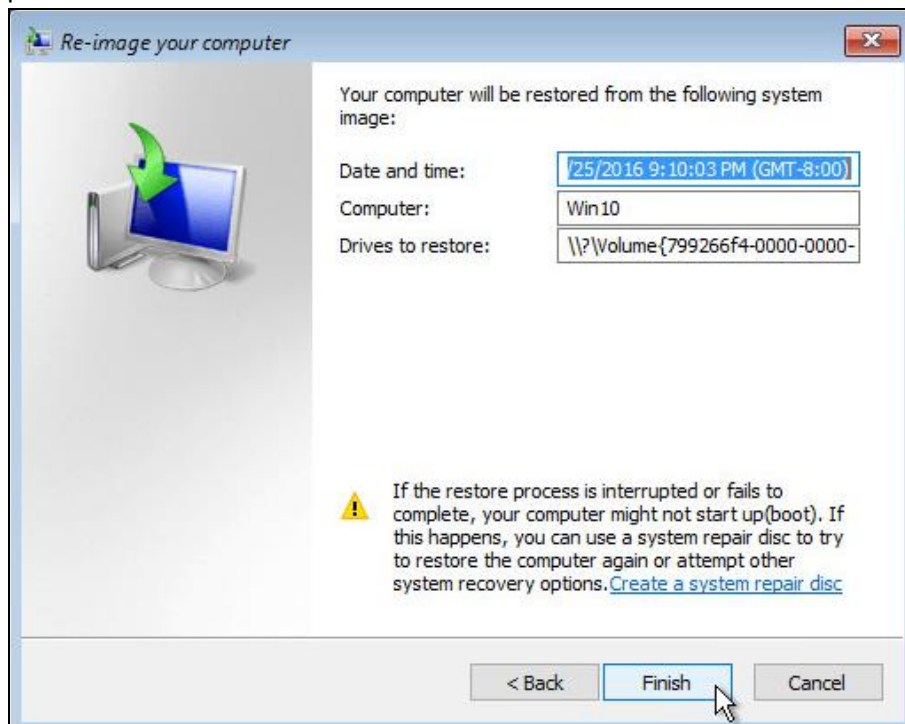 Re-image your computer
Your computer will be restored from the following system
image:
Date and time: /25/2016 9:10:03 PM (GMT-8:00)
Computer: Win10
Drives to restore: \\?\Volume{799266f4-0000-0000-
If the restore process is interrupted or fails to
complete, your computer might not start up(boot). If
this happens, you can use a system repair disc to try
to restore the computer again or attempt other
system recovery options.Create a system repair disc
< Back Finish Cancel